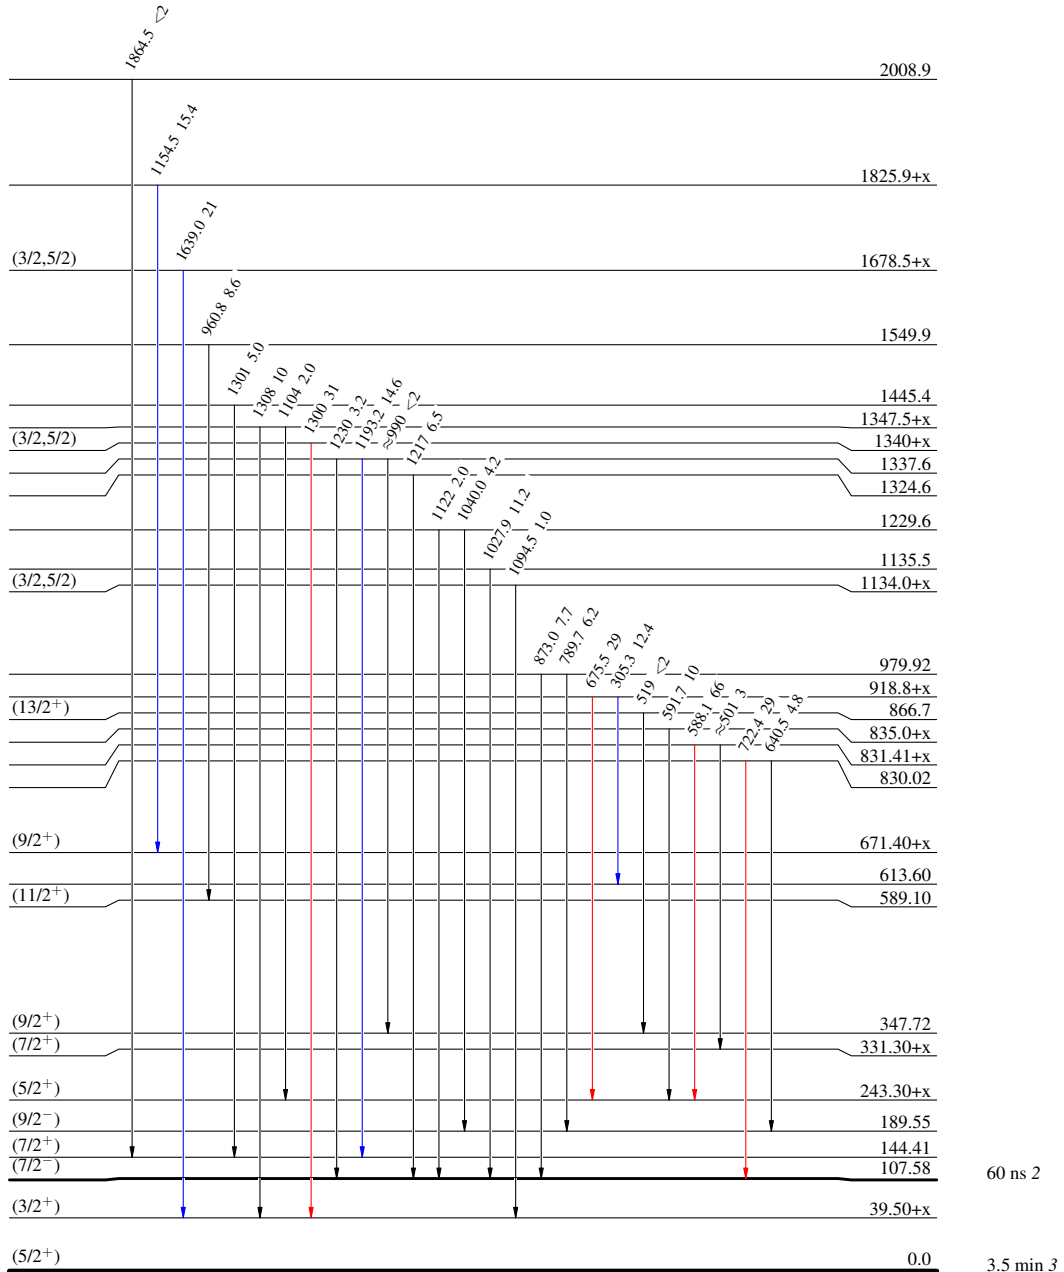 1864.5 <2
2008.9
1154.5 15.4
1825.9+x
1639.0 21
(3/2,5/2) 1678.5+x
960.8 8.6
1549.9
1301 5.0
1308 10
1104 2.0
1300 31
1230 3.2
1193.2 14.6
≈990 <2
1217 6.5
1445.4
1347.5+x
(3/2,5/2) 1340+x
1337.6
1324.6
1122 2.0
1040.0 4.2
1027.9 11.2
1094.5 1.0
1229.6
1135.5
(3/2,5/2) 1134.0+x
873.0 7.7
789.7 6.2
675.5 29
305.3 12.4
519 <2
591.7 10
588.1 66
≈501 3
722.4 29
640.5 4.8
979.92
918.8+x
(13/2⁺) 866.7
835.0+x
831.41+x
830.02
(9/2⁺) 671.40+x
613.60
(11/2⁺) 589.10
(9/2⁺) 347.72
(7/2⁺) 331.30+x
(5/2⁺) 243.30+x
(9/2⁻) 189.55
(7/2⁺) 144.41
(7/2⁻) 107.58 60 ns 2
(3/2⁺) 39.50+x
(5/2⁺) 0.0 3.5 min 3